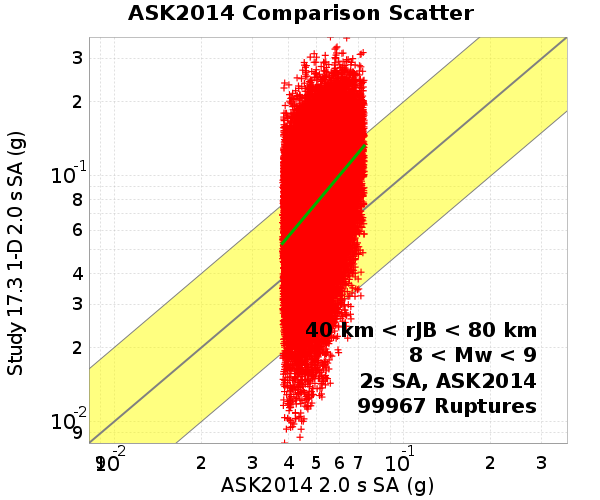 ASK2014 Comparison Scatter
Study 17.3 1-D 2.0 s SA (g)
3
2
10-1
8
6
4
3
2
10-2
9
40 km < rJB < 80 km
8 < Mw < 9
2s SA, ASK2014
99967 Ruptures
9 10-2 2 3 4 5 6 7 10-1 2 3
ASK2014 2.0 s SA (g)